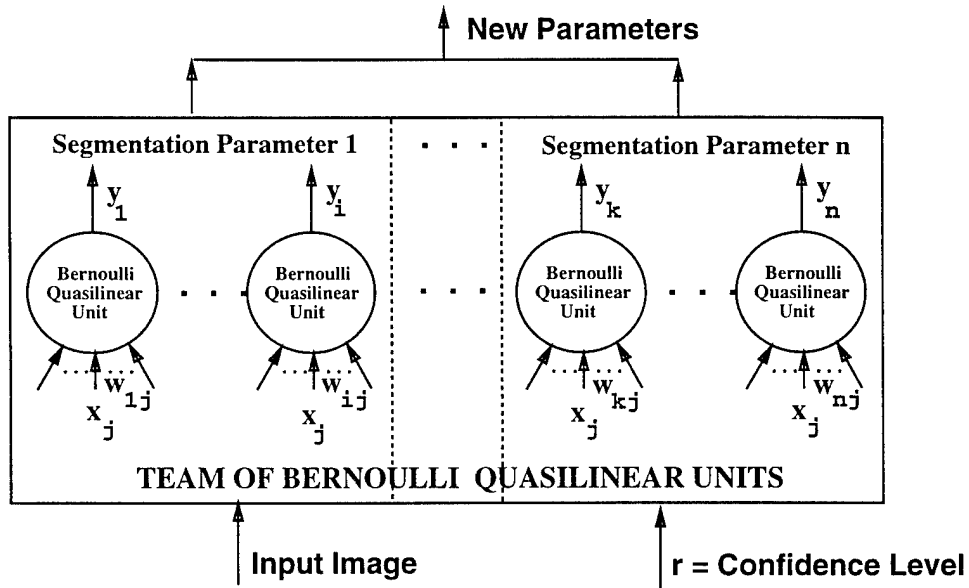 New Parameters
Segmentation Parameter 1 . . . Segmentation Parameter n
y1 yi yk yn
Bernoulli Quasilinear Unit . . . Bernoulli Quasilinear Unit . . . Bernoulli Quasilinear Unit . . . Bernoulli Quasilinear Unit
w1j wij wkj wnj
xj xj xj xj
TEAM OF BERNOULLI QUASILINEAR UNITS
Input Image r = Confidence Level